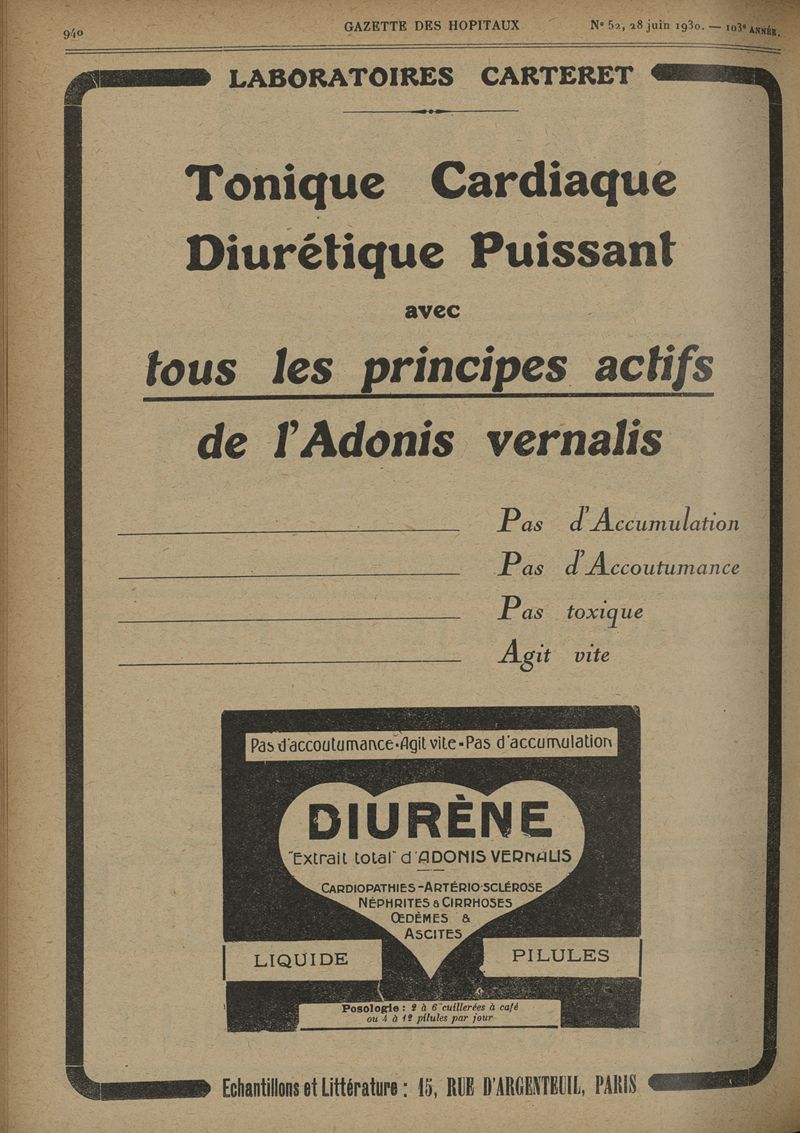 940
GAZETTE DES HOPITAUX
N° 52, 28 juin 1930. — 103e ANNÉE.
LABORATOIRES CARTERET
Tonique Cardiaque
Diurétique Puissant
avec
tous les principes actifs
de l'Adonis vernalis
Pas d'Accumulation
Pas d'Accoutumance
Pas toxique
Agit vite
Pas d'accoutumance·Agit vite·Pas d'accumulation
DIURÈNE
"Extrait total" d'ADONIS VERNALIS
CARDIOPATHIES-ARTÉRIO-SCLÉROSE
NÉPHRITES & CIRRHOSES
ŒDÈMES &
ASCITES
LIQUIDE
PILULES
Posologie : 2 à 6 cuillerées à café
ou 4 à 12 pilules par jour
Echantillons et Littérature : 15, RUE D'ARGENTEUIL, PARIS